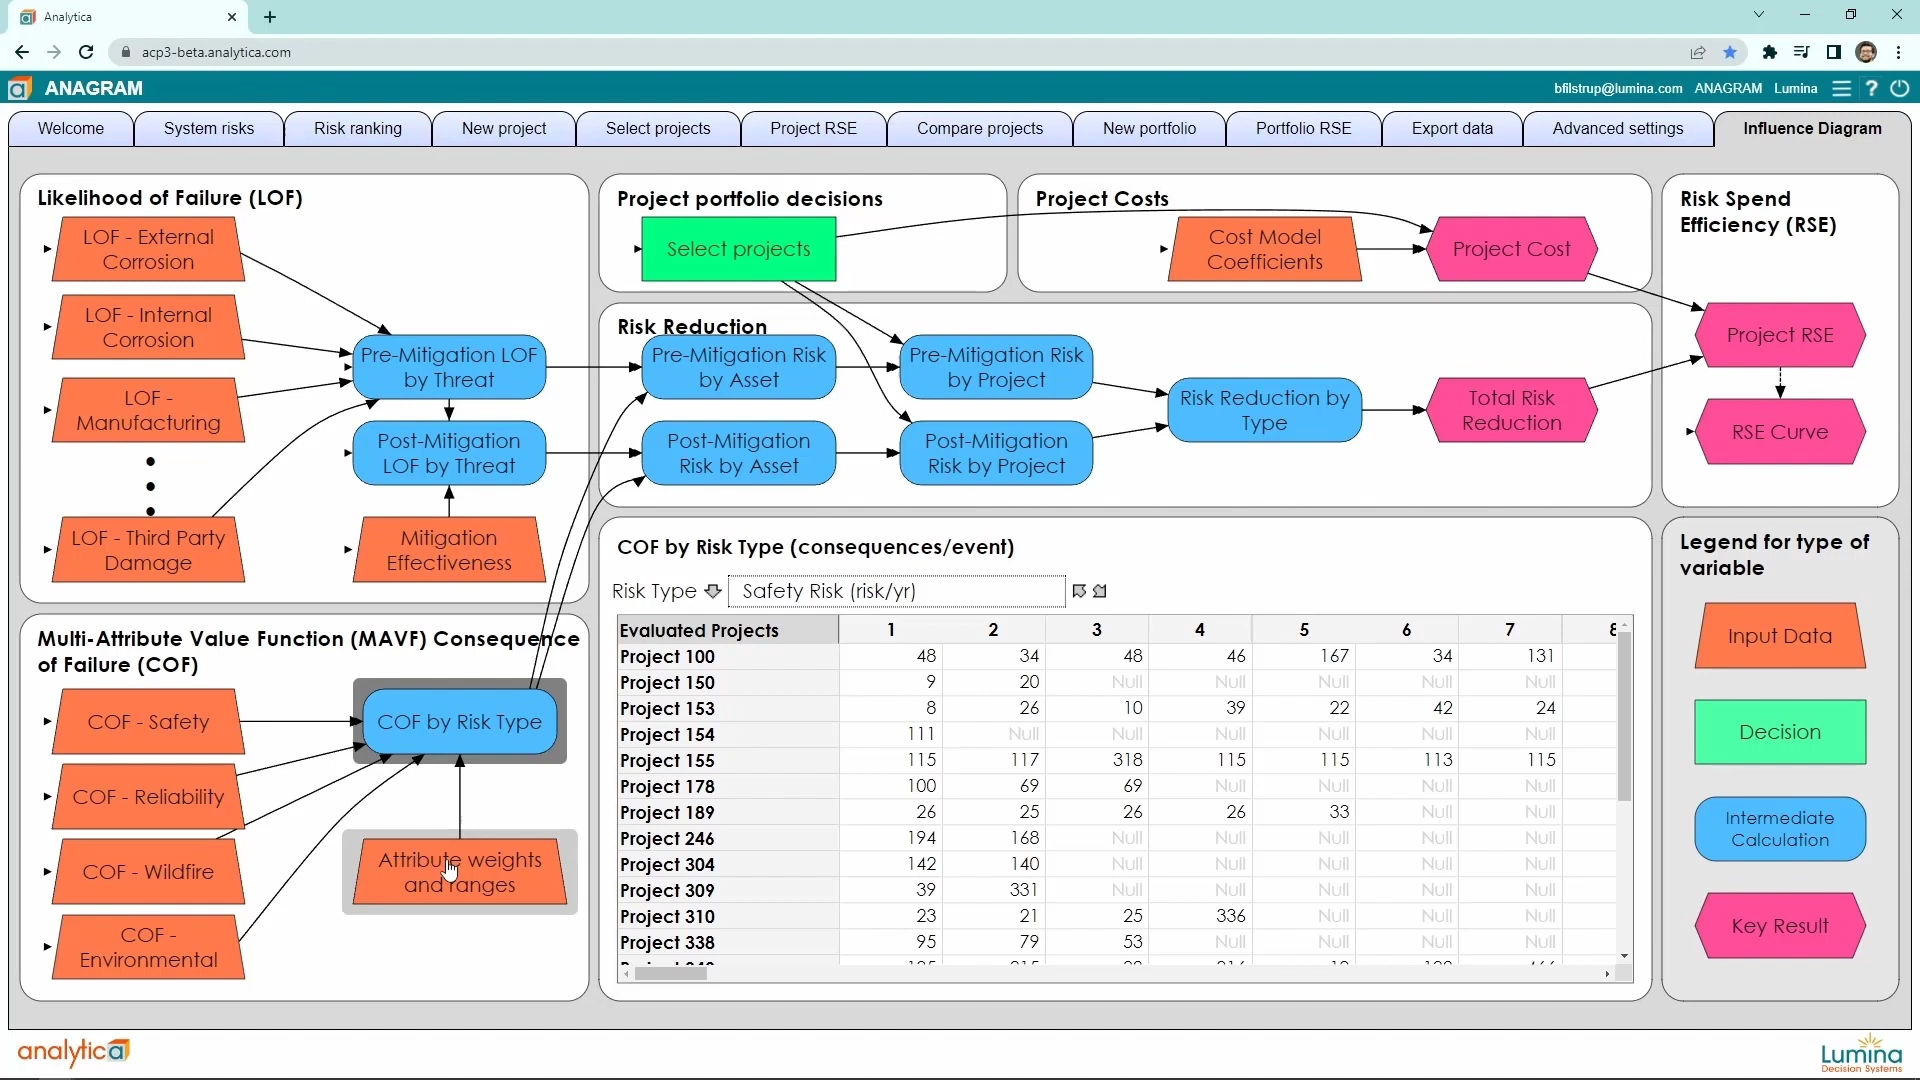 Analytica
acp3-beta.analytica.com
ANAGRAM
bfilstrup@lumina.com ANAGRAM Lumina
Welcome
System risks
Risk ranking
New project
Select projects
Project RSE
Compare projects
New portfolio
Portfolio RSE
Export data
Advanced settings
Influence Diagram
Likelihood of Failure (LOF)
LOF - External
Corrosion
LOF - Internal
Corrosion
LOF -
Manufacturing
LOF - Third Party
Damage
Pre-Mitigation LOF
by Threat
Post-Mitigation
LOF by Threat
Mitigation
Effectiveness
Project portfolio decisions
Select projects
Project Costs
Cost Model
Coefficients
Project Cost
Risk Spend
Efficiency (RSE)
Project RSE
RSE Curve
Risk Reduction
Pre-Mitigation Risk
by Asset
Pre-Mitigation Risk
by Project
Post-Mitigation
Risk by Asset
Post-Mitigation
Risk by Project
Risk Reduction by
Type
Total Risk
Reduction
Multi-Attribute Value Function (MAVF) Consequence
of Failure (COF)
COF - Safety
COF - Reliability
COF - Wildfire
COF -
Environmental
COF by Risk Type
Attribute weights
and ranges
COF by Risk Type (consequences/event)
Risk Type Safety Risk (risk/yr)
Evaluated Projects 1 2 3 4 5 6 7 8
Project 100 48 34 48 46 167 34 131
Project 150 9 20 Null Null Null Null Null
Project 153 8 26 10 39 22 42 24
Project 154 111 Null Null Null Null Null Null
Project 155 115 117 318 115 115 113 115
Project 178 100 69 69 Null Null Null Null
Project 189 26 25 26 26 33 Null Null
Project 246 194 168 Null Null Null Null Null
Project 304 142 140 Null Null Null Null Null
Project 309 39 331 Null Null Null Null Null
Project 310 23 21 25 336 Null Null Null
Project 338 95 79 53 Null Null Null Null
Legend for type of
variable
Input Data
Decision
Intermediate
Calculation
Key Result
analytica
Lumina
Decision Systems